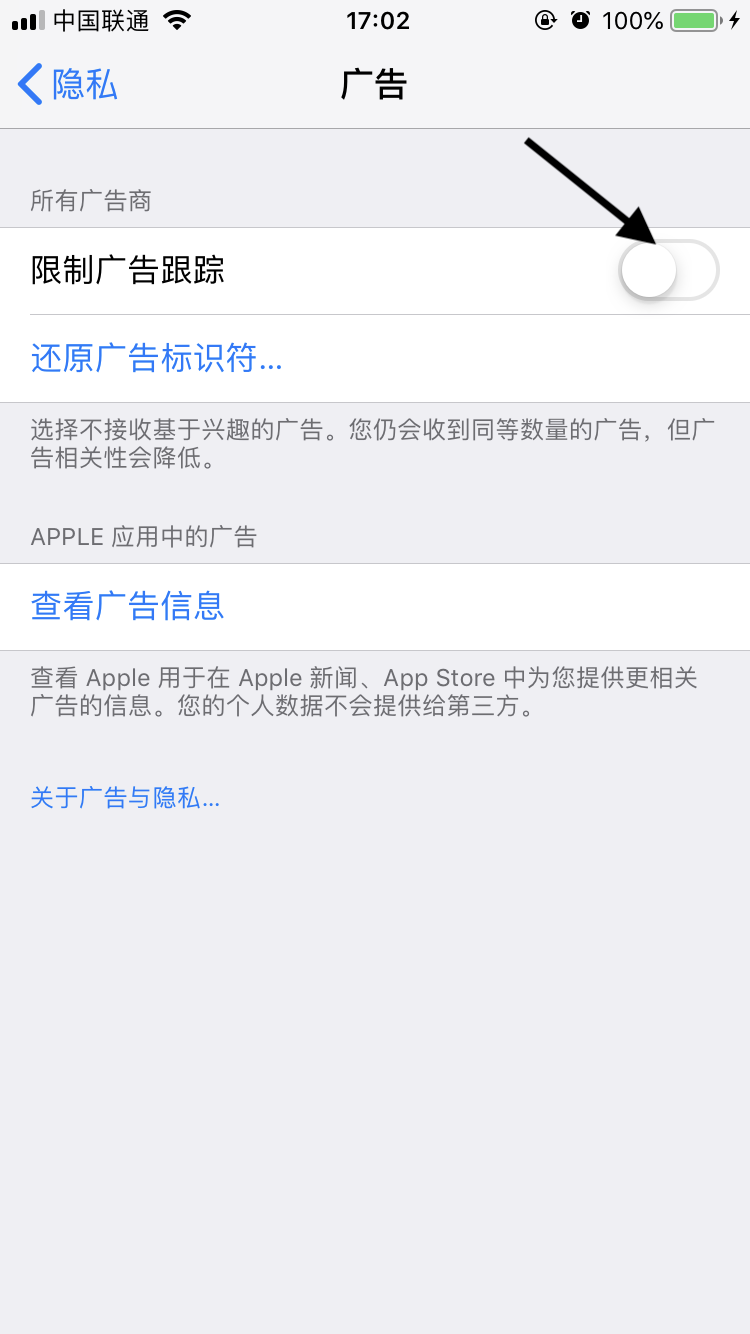 中国联通 17:02 100%
隐私 广告
所有广告商
限制广告跟踪
还原广告标识符...
选择不接收基于兴趣的广告。您仍会收到同等数量的广告，但广
告相关性会降低。
APPLE 应用中的广告
查看广告信息
查看 Apple 用于在 Apple 新闻、App Store 中为您提供更相关
广告的信息。您的个人数据不会提供给第三方。
关于广告与隐私...